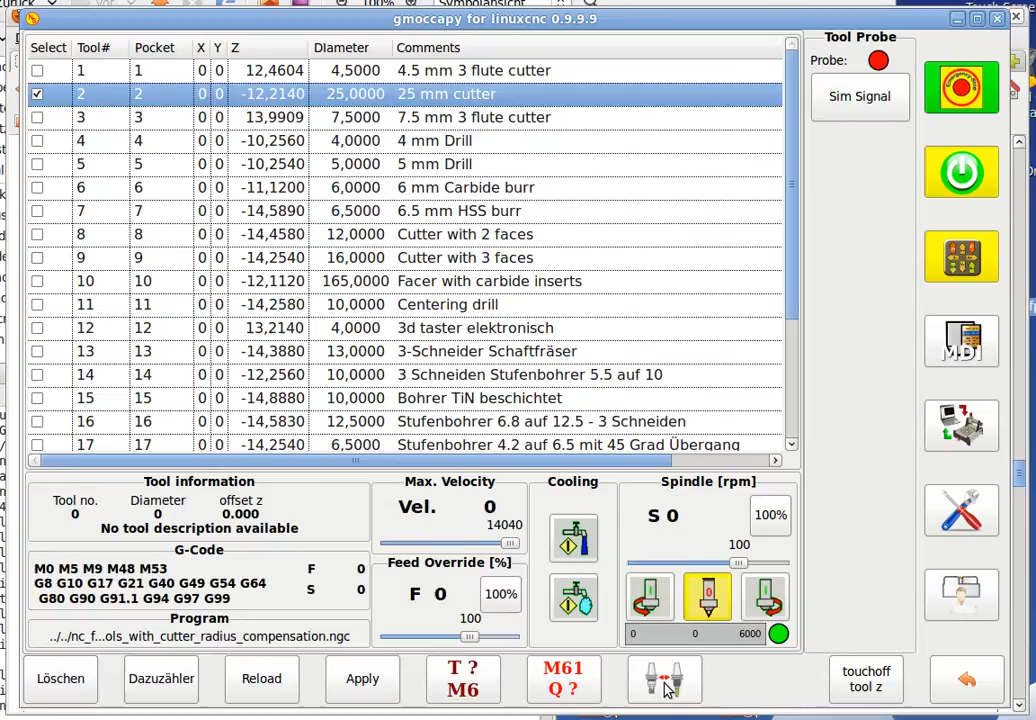 gmoccapy for linuxcnc 0.9.9.9
Select Tool# Pocket X Y Z Diameter Comments
1 1 0 0 12,4604 4,5000 4.5 mm 3 flute cutter
2 2 0 0 -12,2140 25,0000 25 mm cutter
3 3 0 0 13,9909 7,5000 7.5 mm 3 flute cutter
4 4 0 0 -10,2560 4,0000 4 mm Drill
5 5 0 0 -10,2540 5,0000 5 mm Drill
6 6 0 0 -11,1200 6,0000 6 mm Carbide burr
7 7 0 0 -14,5890 6,5000 6.5 mm HSS burr
8 8 0 0 -14,4580 12,0000 Cutter with 2 faces
9 9 0 0 -14,2540 16,0000 Cutter with 3 faces
10 10 0 0 -12,1120 165,0000 Facer with carbide inserts
11 11 0 0 -14,2580 10,0000 Centering drill
12 12 0 0 13,2140 4,0000 3d taster elektronisch
13 13 0 0 -14,3880 13,0000 3-Schneider Schaftfräser
14 14 0 0 -12,2560 10,0000 3 Schneiden Stufenbohrer 5.5 auf 10
15 15 0 0 -14,8880 10,0000 Bohrer TiN beschichtet
16 16 0 0 -14,5830 12,5000 Stufenbohrer 6.8 auf 12.5 - 3 Schneiden
17 17 0 0 -14,2540 6,5000 Stufenbohrer 4.2 auf 6.5 mit 45 Grad Übergang
Tool Probe
Probe:
Sim Signal
Emergency-Stop
MDI
Tool information
Tool no. Diameter offset z
0 0 0.000
No tool description available
G-Code
M0 M5 M9 M48 M53 F 0
G8 G10 G17 G21 G40 G49 G54 G64
S 0
G80 G90 G91.1 G94 G97 G99
Program
../../nc_f...ols_with_cutter_radius_compensation.ngc
Max. Velocity
Vel. 0
14040
Feed Override [%]
F 0 100%
100
Cooling
Spindle [rpm]
S 0 100%
100
1 0 1
0 0 6000
Löschen Dazuzähler Reload Apply
T ?
M6
M61
Q ?
touchoff
tool z